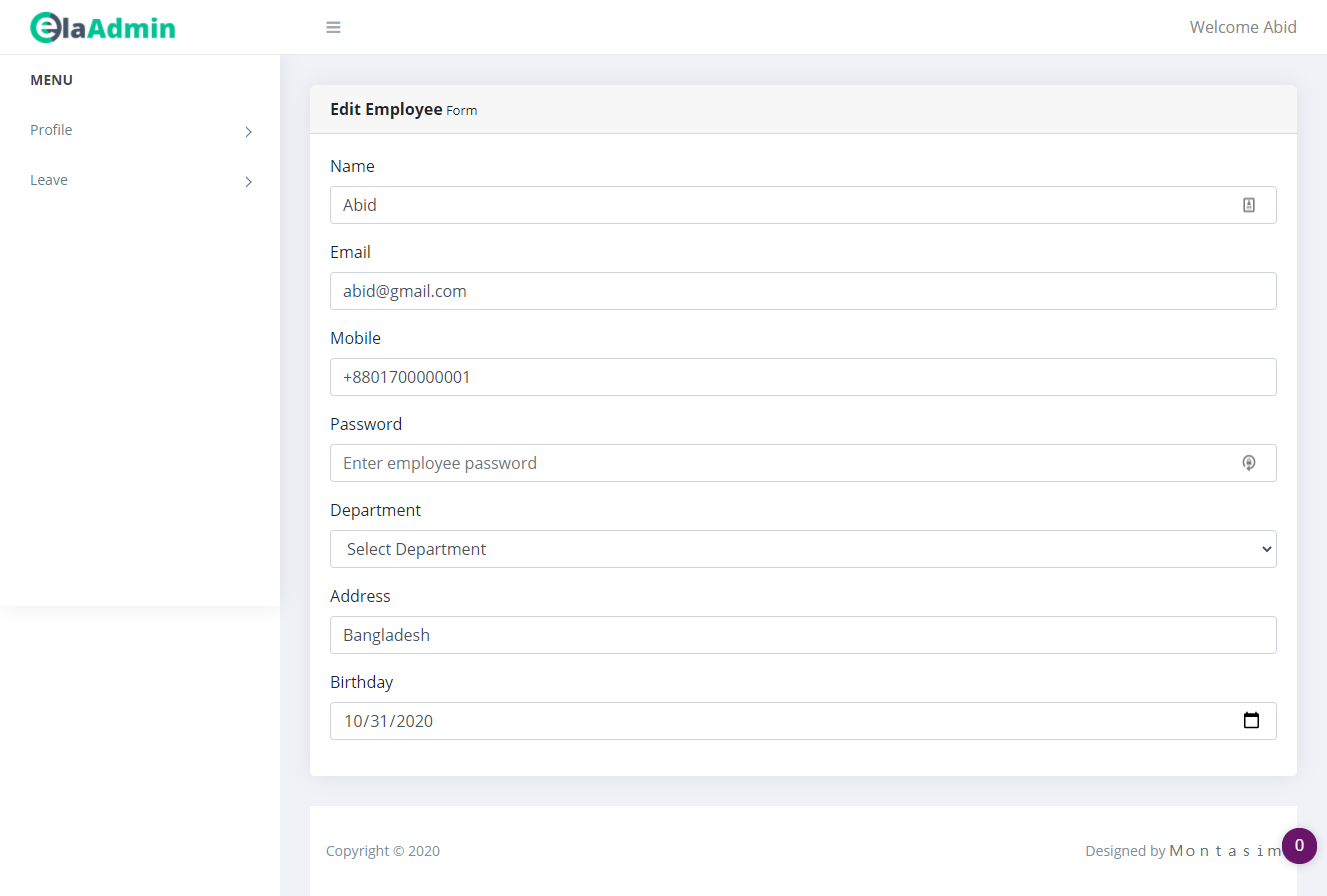 elaAdmin
Welcome Abid
MENU
Profile
Leave
Edit Employee Form
Name
Abid
Email
abid@gmail.com
Mobile
+8801700000001
Password
Enter employee password
Department
Select Department
Address
Bangladesh
Birthday
10/31/2020
Copyright © 2020
Designed by Montasim
0